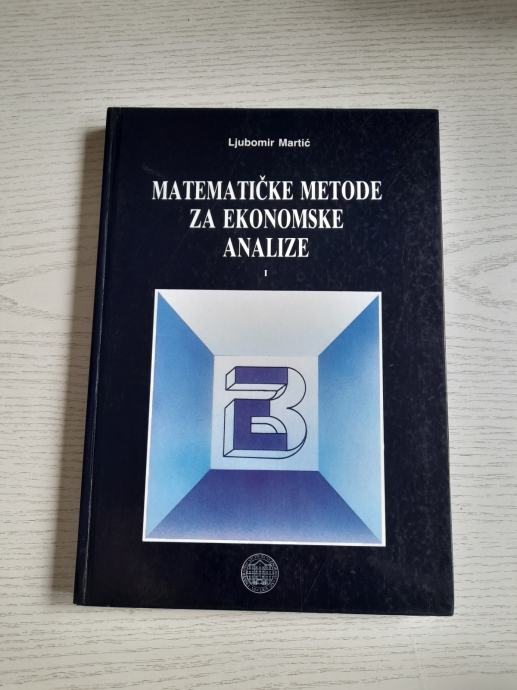 Ljubomir Martić
MATEMATIČKE METODE
ZA EKONOMSKE
ANALIZE
I